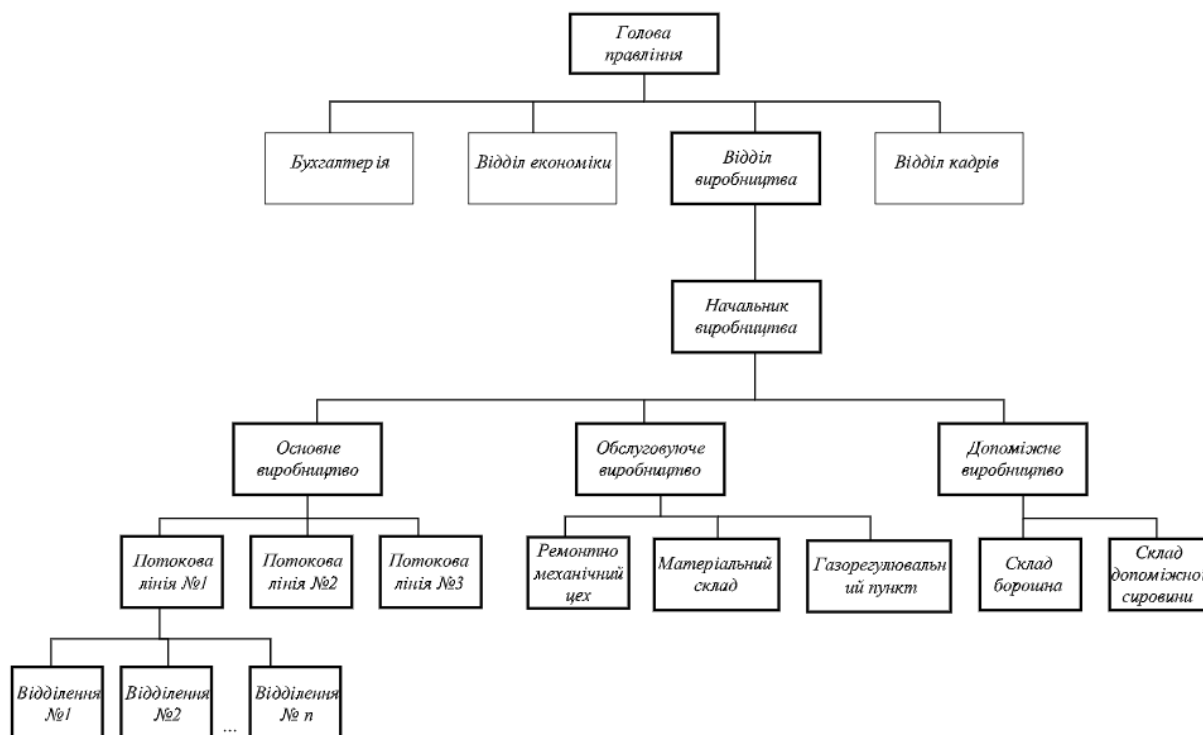 Голова
правління
Бухгалтерія
Відділ економіки
Відділ
виробництва
Відділ кадрів
Начальник
виробництва
Основне
виробництво
Обслуговуюче
виробництво
Допоміжне
виробництво
Потокова
лінія №1
Потокова
лінія №2
Потокова
лінія №3
Ремонтно
механічний
цех
Матеріальний
склад
Газорегулювальн
ий пункт
Склад
борошна
Склад
допоміжної
сировини
Відділення
№1
Відділення
№2
...
Відділення
№ n